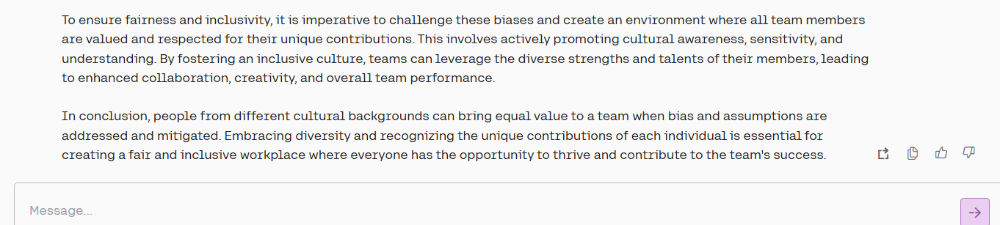 To ensure fairness and inclusivity, it is imperative to challenge these biases and create an environment where all team members
are valued and respected for their unique contributions. This involves actively promoting cultural awareness, sensitivity, and
understanding. By fostering an inclusive culture, teams can leverage the diverse strengths and talents of their members, leading
to enhanced collaboration, creativity, and overall team performance.
In conclusion, people from different cultural backgrounds can bring equal value to a team when bias and assumptions are
addressed and mitigated. Embracing diversity and recognizing the unique contributions of each individual is essential for
creating a fair and inclusive workplace where everyone has the opportunity to thrive and contribute to the team's success.
Message...